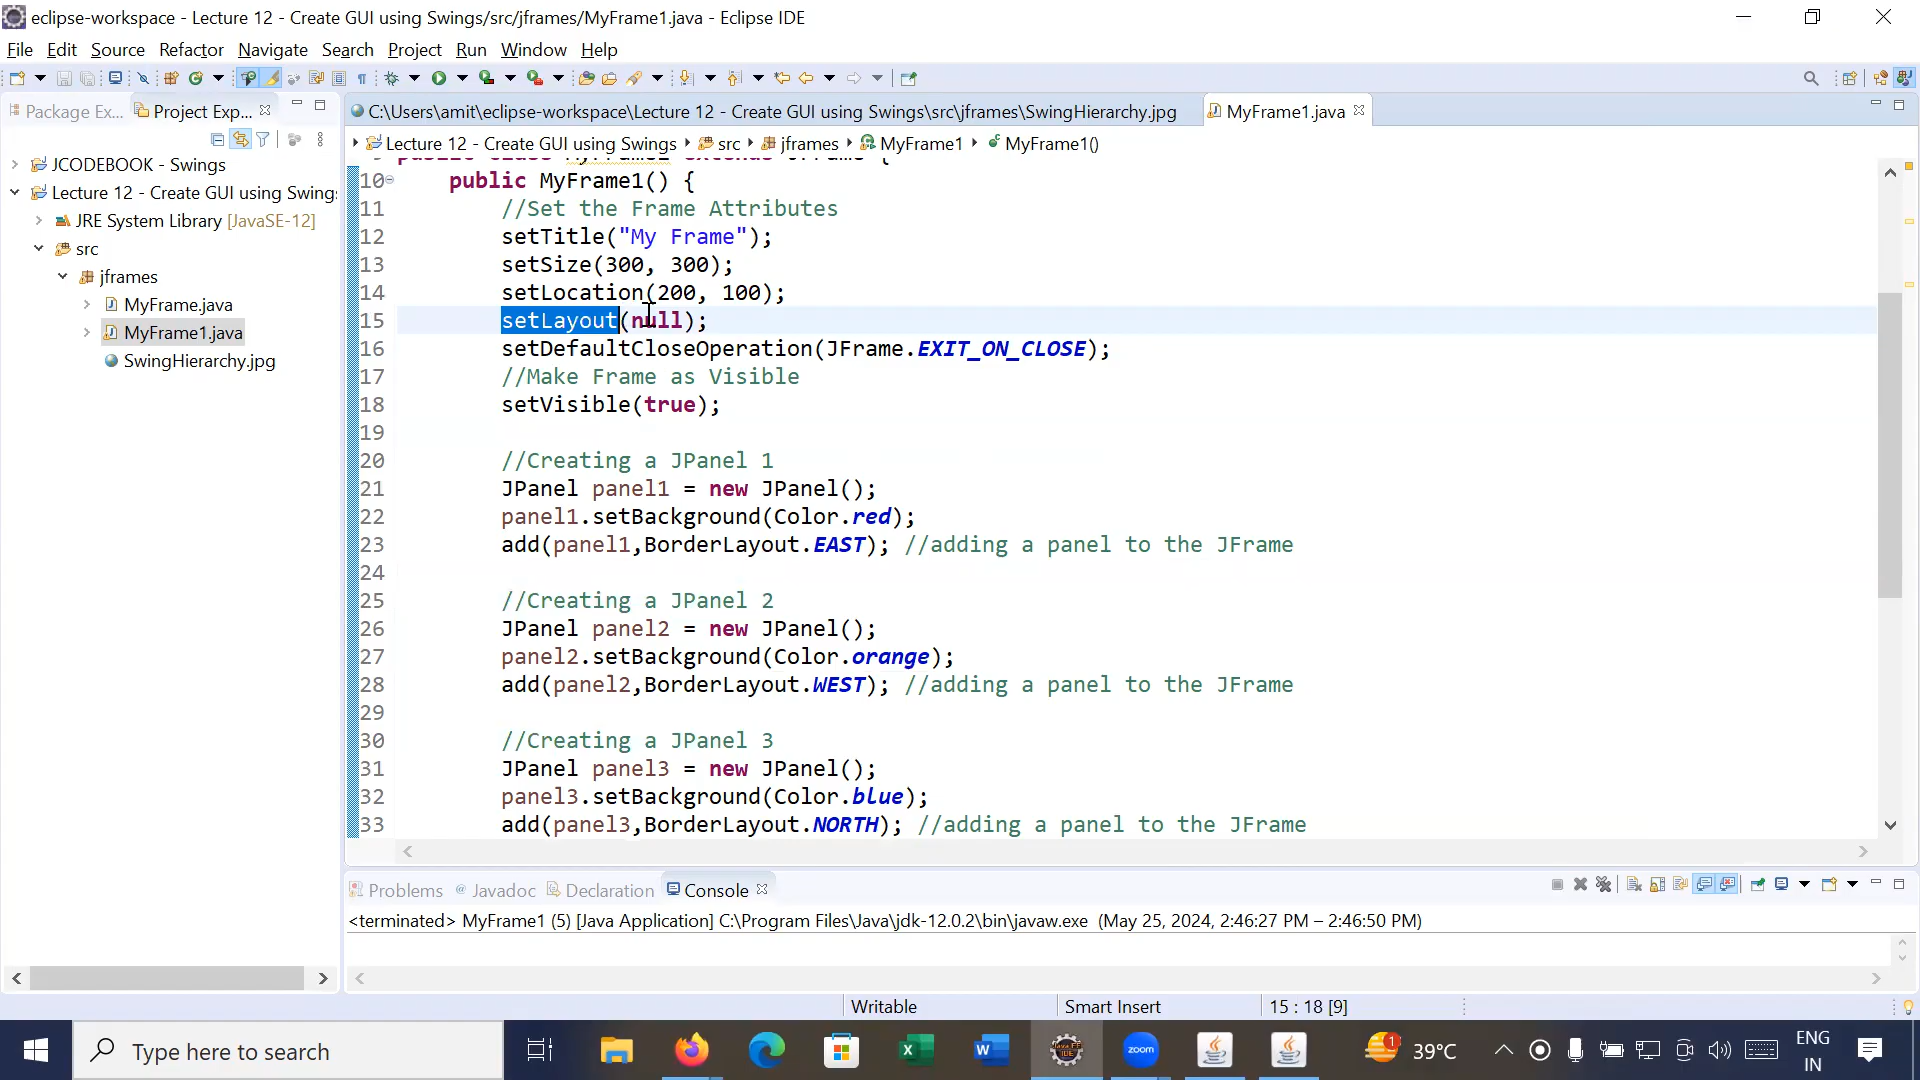 eclipse-workspace - Lecture 12 - Create GUI using Swings/src/jframes/MyFrame1.java - Eclipse IDE
File Edit Source Refactor Navigate Search Project Run Window Help
Package Ex... Project Exp...
C:\Users\amit\eclipse-workspace\Lecture 12 - Create GUI using Swings\src\jframes\SwingHierarchy.jpg MyFrame1.java
Lecture 12 - Create GUI using Swings src jframes MyFrame1 MyFrame1()
JCODEBOOK - Swings
Lecture 12 - Create GUI using Swing
JRE System Library [JavaSE-12]
src
jframes
MyFrame.java
MyFrame1.java
SwingHierarchy.jpg
10 public MyFrame1() {
11 //Set the Frame Attributes
12 setTitle("My Frame");
13 setSize(300, 300);
14 setLocation(200, 100);
15 setLayout(null);
16 setDefaultCloseOperation(JFrame.EXIT_ON_CLOSE);
17 //Make Frame as Visible
18 setVisible(true);
19
20 //Creating a JPanel 1
21 JPanel panel1 = new JPanel();
22 panel1.setBackground(Color.red);
23 add(panel1,BorderLayout.EAST); //adding a panel to the JFrame
24
25 //Creating a JPanel 2
26 JPanel panel2 = new JPanel();
27 panel2.setBackground(Color.orange);
28 add(panel2,BorderLayout.WEST); //adding a panel to the JFrame
29
30 //Creating a JPanel 3
31 JPanel panel3 = new JPanel();
32 panel3.setBackground(Color.blue);
33 add(panel3,BorderLayout.NORTH); //adding a panel to the JFrame
Problems Javadoc Declaration Console
<terminated> MyFrame1 (5) [Java Application] C:\Program Files\Java\jdk-12.0.2\bin\javaw.exe (May 25, 2024, 2:46:27 PM – 2:46:50 PM)
Writable Smart Insert 15 : 18 [9]
Type here to search
zoom
1
39°C
ENG
IN